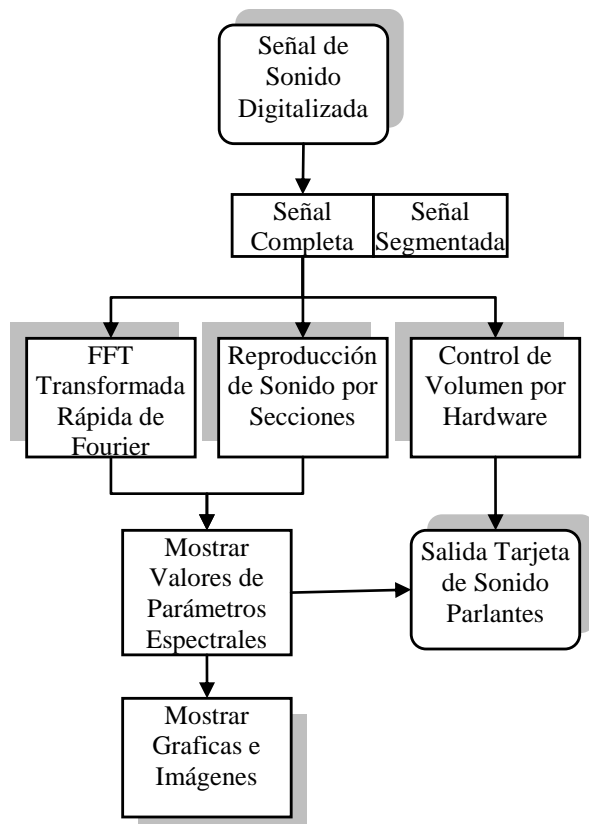 Señal de
Sonido
Digitalizada
Señal
Completa
Señal
Segmentada
FFT
Transformada
Rápida de
Fourier
Reproducción
de Sonido por
Secciones
Control de
Volumen por
Hardware
Mostrar
Valores de
Parámetros
Espectrales
Salida Tarjeta
de Sonido
Parlantes
Mostrar
Graficas e
Imágenes